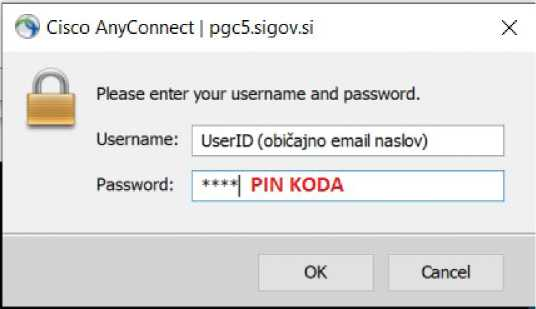 Cisco AnyConnect | pgc5.sigov.si
Please enter your username and password.
Username: UserID (običajno email naslov)
Password: **** PIN KODA
OK Cancel